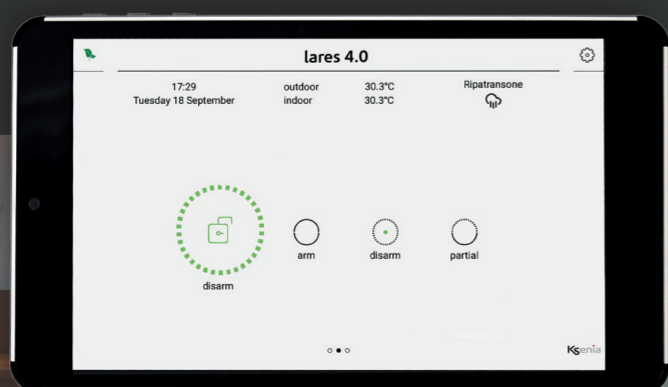 lares 4.0
17:29
Tuesday 18 September
outdoor 30.3°C
indoor 30.3°C
Ripatransone
disarm
arm
disarm
partial
Ksenia